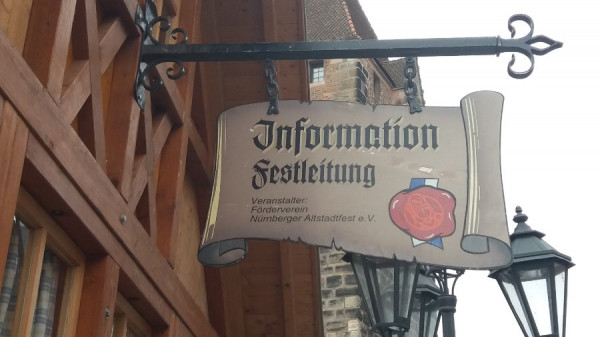 Information
Festleitung
Veranstalter:
Förderverein
Nürnberger Altstadtfest e.V.